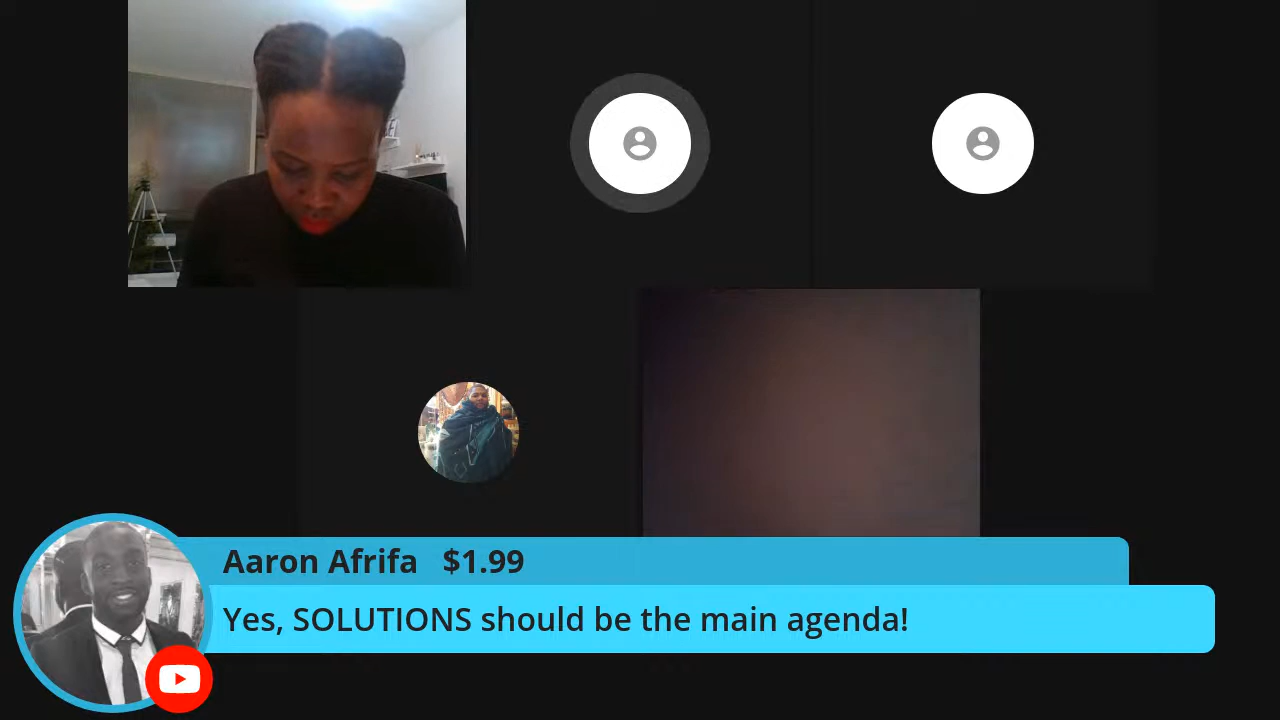 Aaron Afrifa $1.99
Yes, SOLUTIONS should be the main agenda!